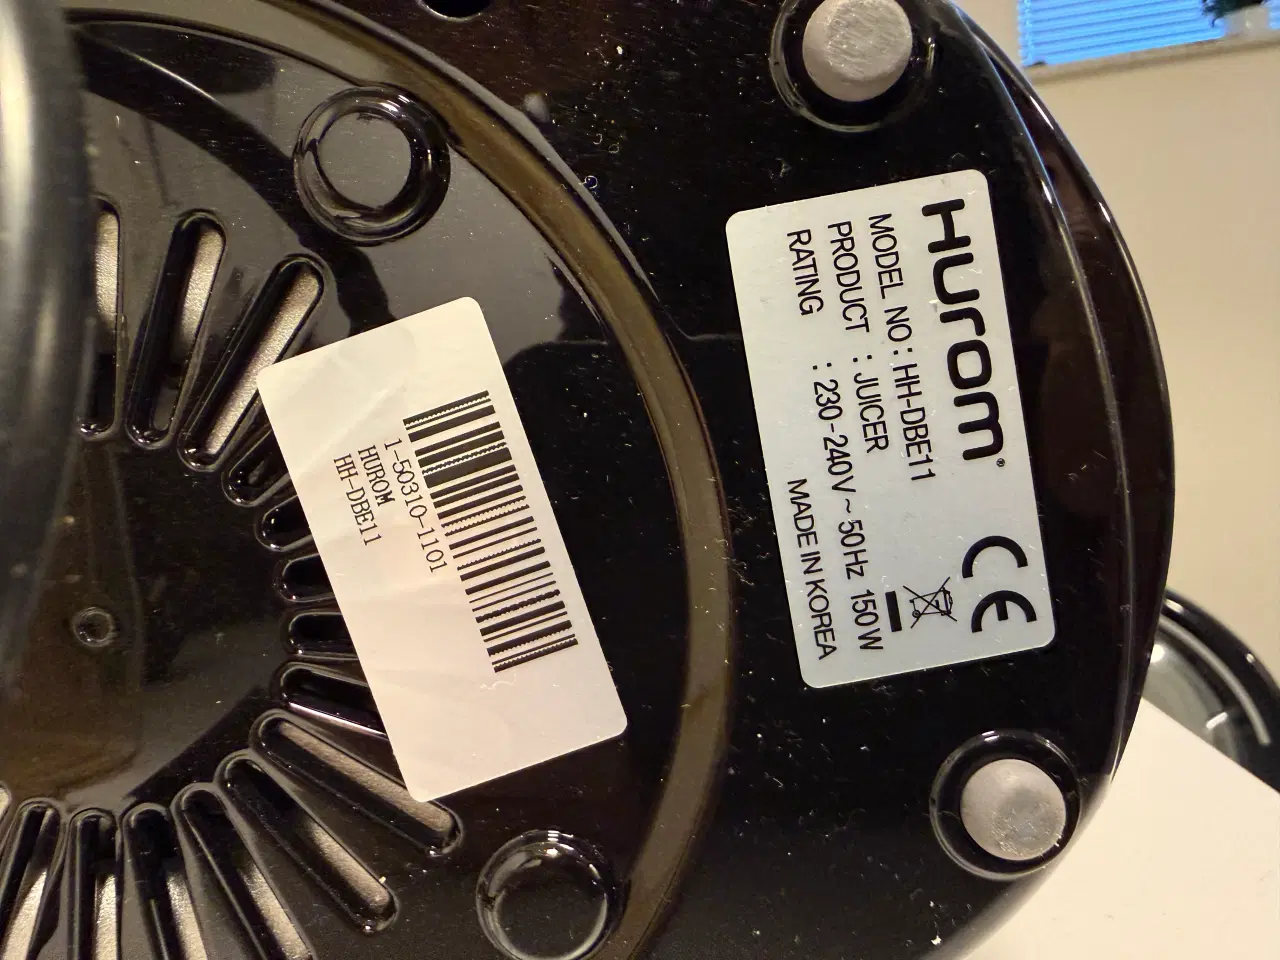 HUROM®
MODEL NO : HH-DBE11
PRODUCT : JUICER
RATING : 230-240V ~ 50Hz 150W
MADE IN KOREA
CE
1-50310-1101
HUROM
HH-DBE11